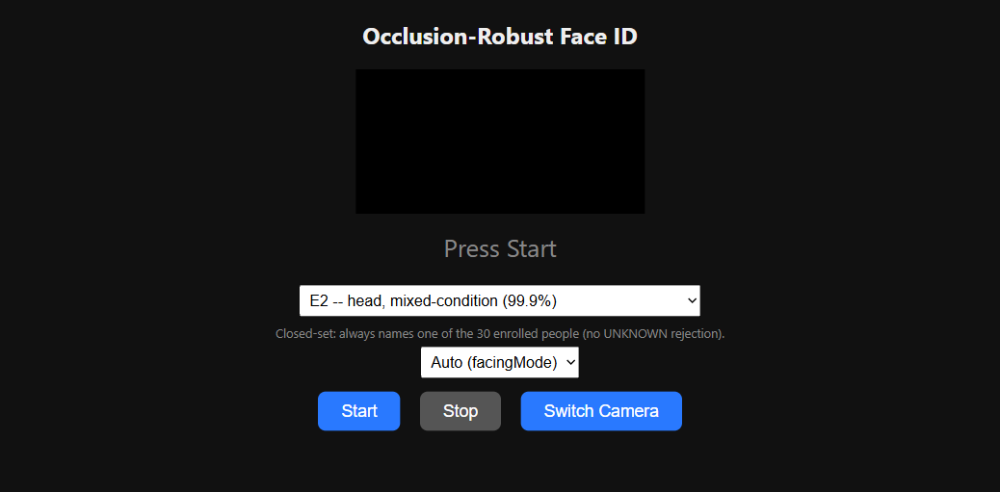 Occlusion-Robust Face ID
Press Start
E2 -- head, mixed-condition (99.9%)
Closed-set: always names one of the 30 enrolled people (no UNKNOWN rejection).
Auto (facingMode)
Start Stop Switch Camera